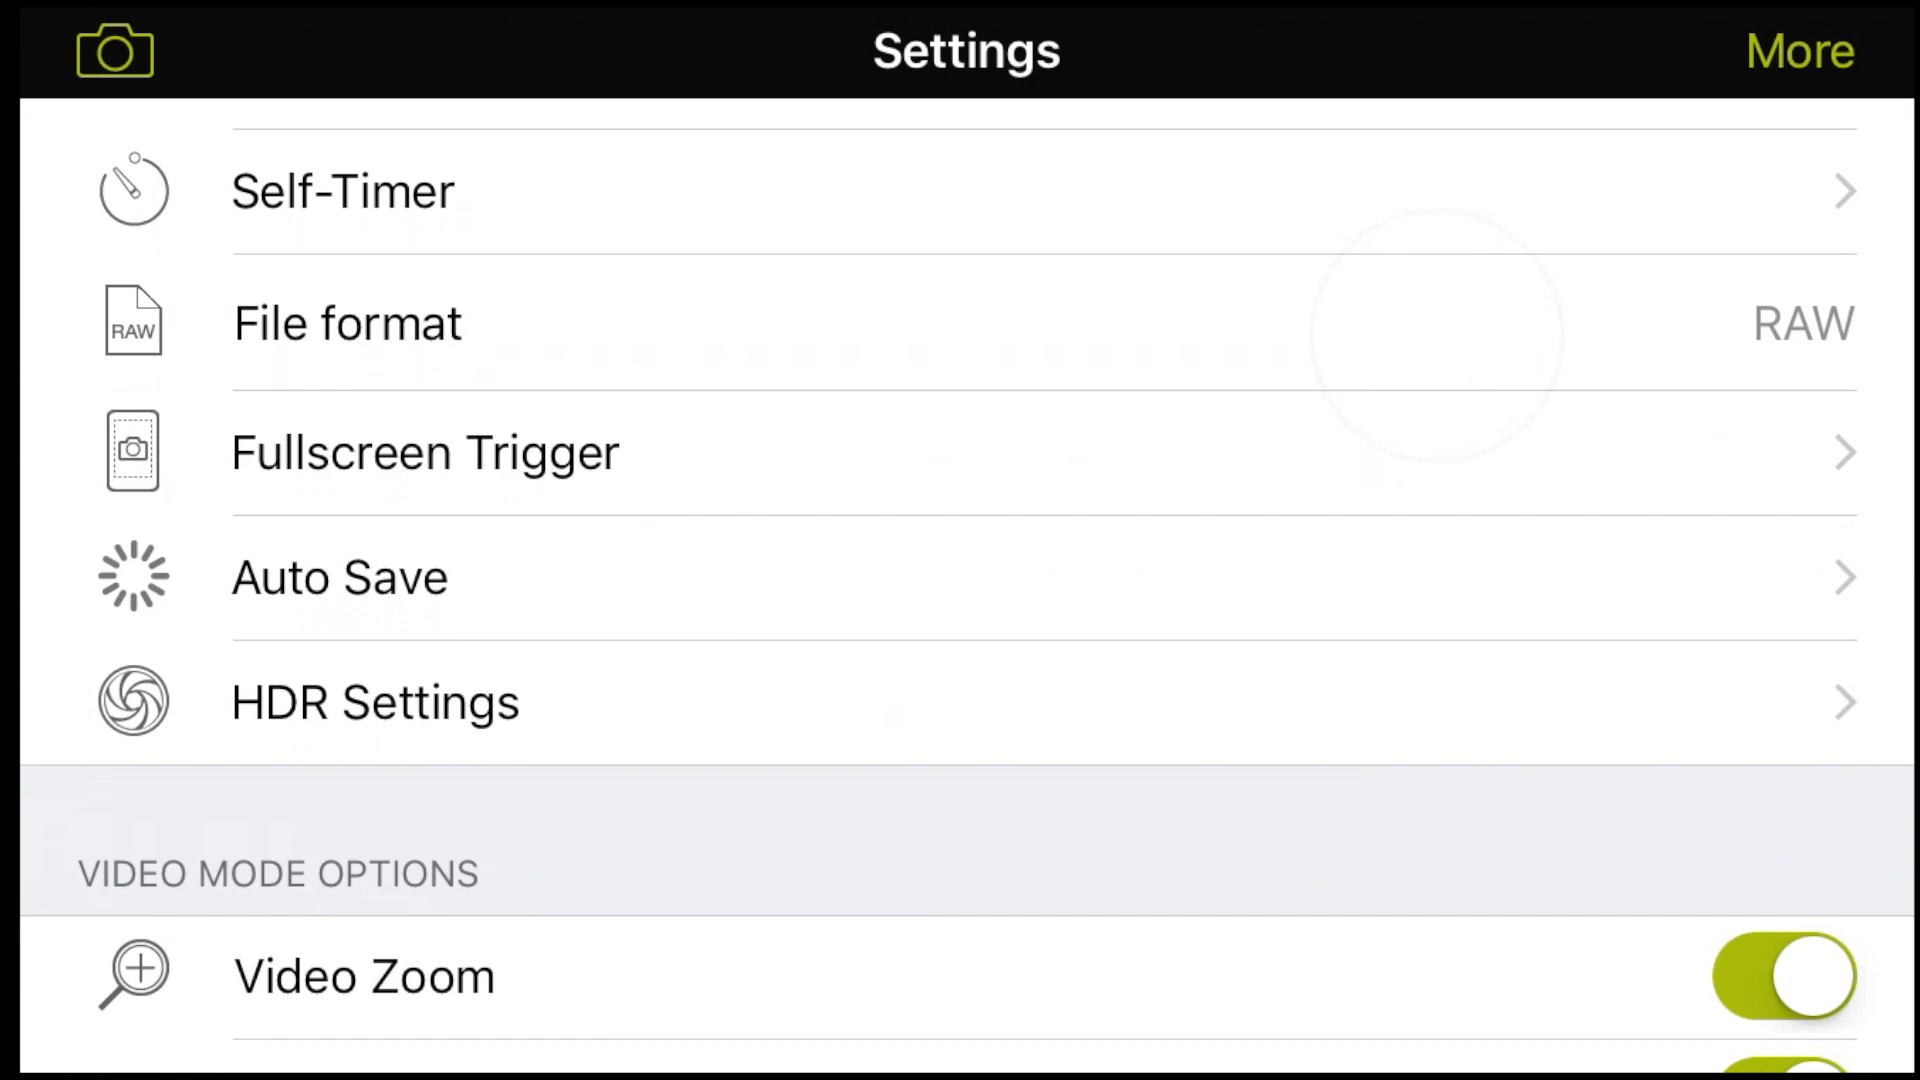 Settings
More
Self-Timer
RAW
File format
RAW
Fullscreen Trigger
Auto Save
HDR Settings
VIDEO MODE OPTIONS
Video Zoom